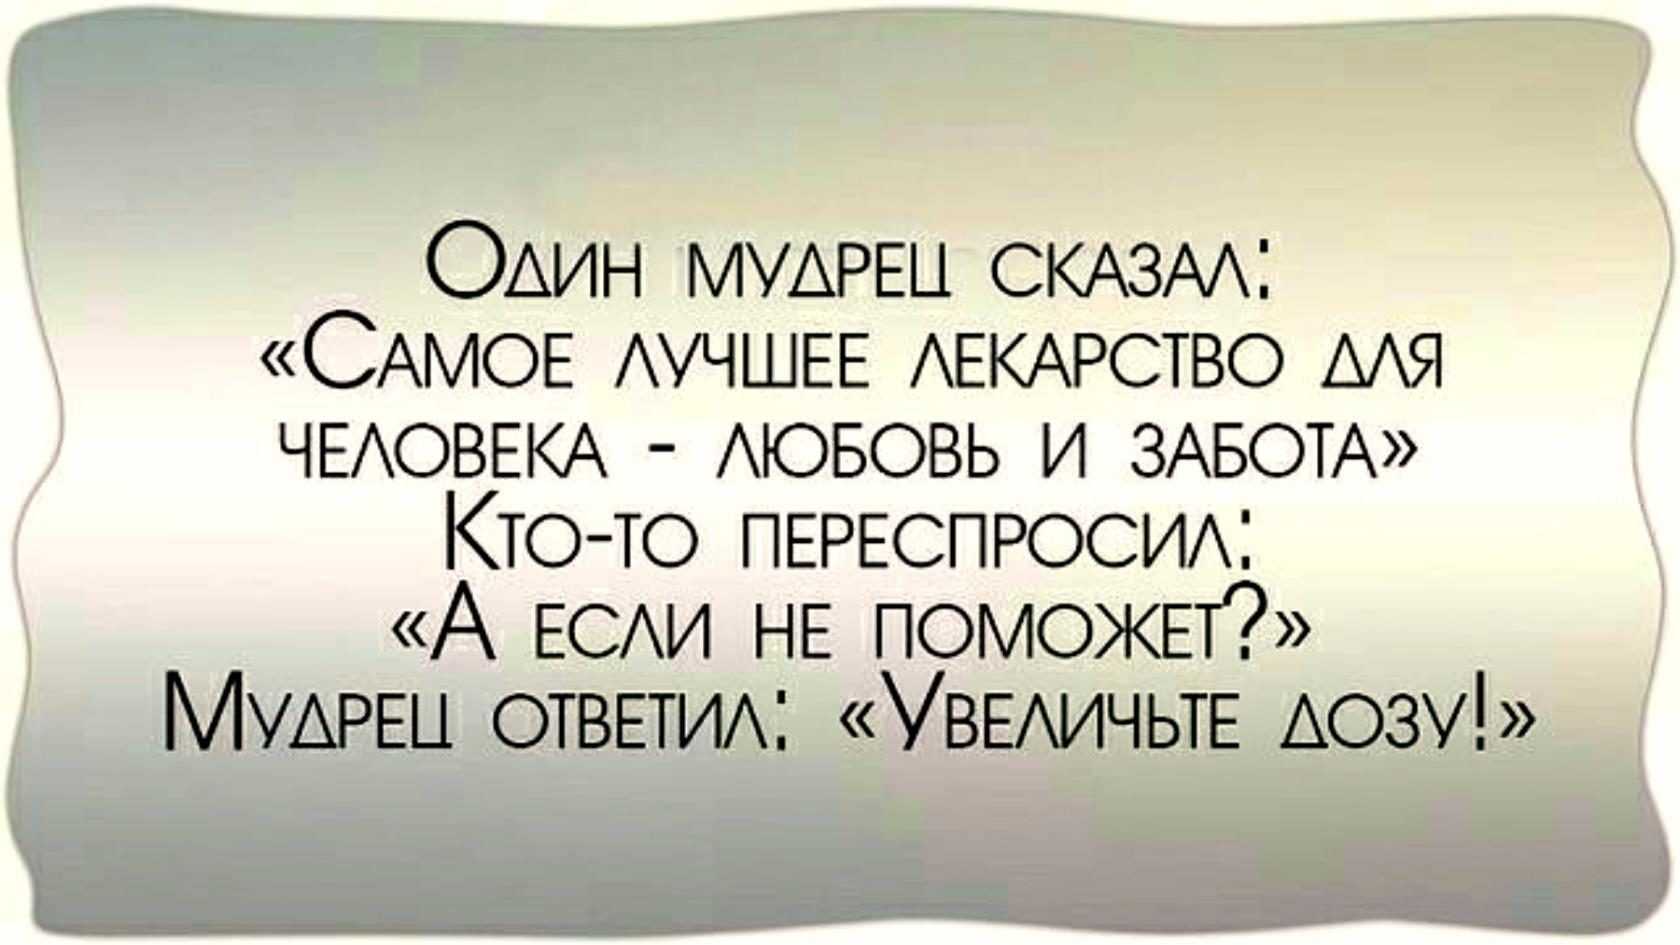 Один мудрец сказал:
«Самое лучшее лекарство для
человека - любовь и забота»
Кто-то переспросил:
«А если не поможет?»
Мудрец ответил: «Увеличьте дозу!»